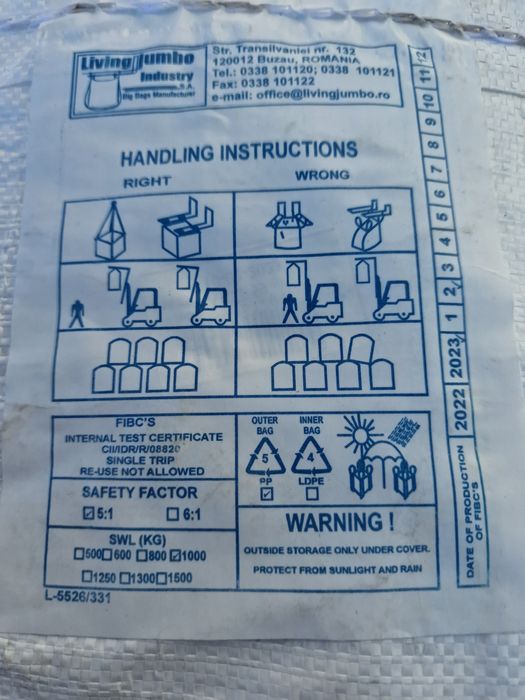 Living Jumbo
Industry
S.A.
Big Bags Manufacturer
Str. Transilvaniei nr. 132
120012 Buzau, ROMANIA
Tel.: 0338 101120; 0338 101121
Fax: 0338 101122
e-mail: office@livingjumbo.ro
HANDLING INSTRUCTIONS
RIGHT WRONG
FIBC'S
INTERNAL TEST CERTIFICATE
CII/IDR/R/08820
SINGLE TRIP
RE-USE NOT ALLOWED
SAFETY FACTOR
☑5:1 ☐6:1
SWL (KG)
☐500☐600 ☐800☑1000
☐1250☐1300☐1500
OUTER
BAG
5
PP
☑
INNER
BAG
4
LDPE
☐
WARNING !
OUTSIDE STORAGE ONLY UNDER COVER.
PROTECT FROM SUNLIGHT AND RAIN
DATE OF PRODUCTION
OF FIBC'S
2022 2023 1 2 3 4 5 6 7 8 9 10 11 12
L-5526/331